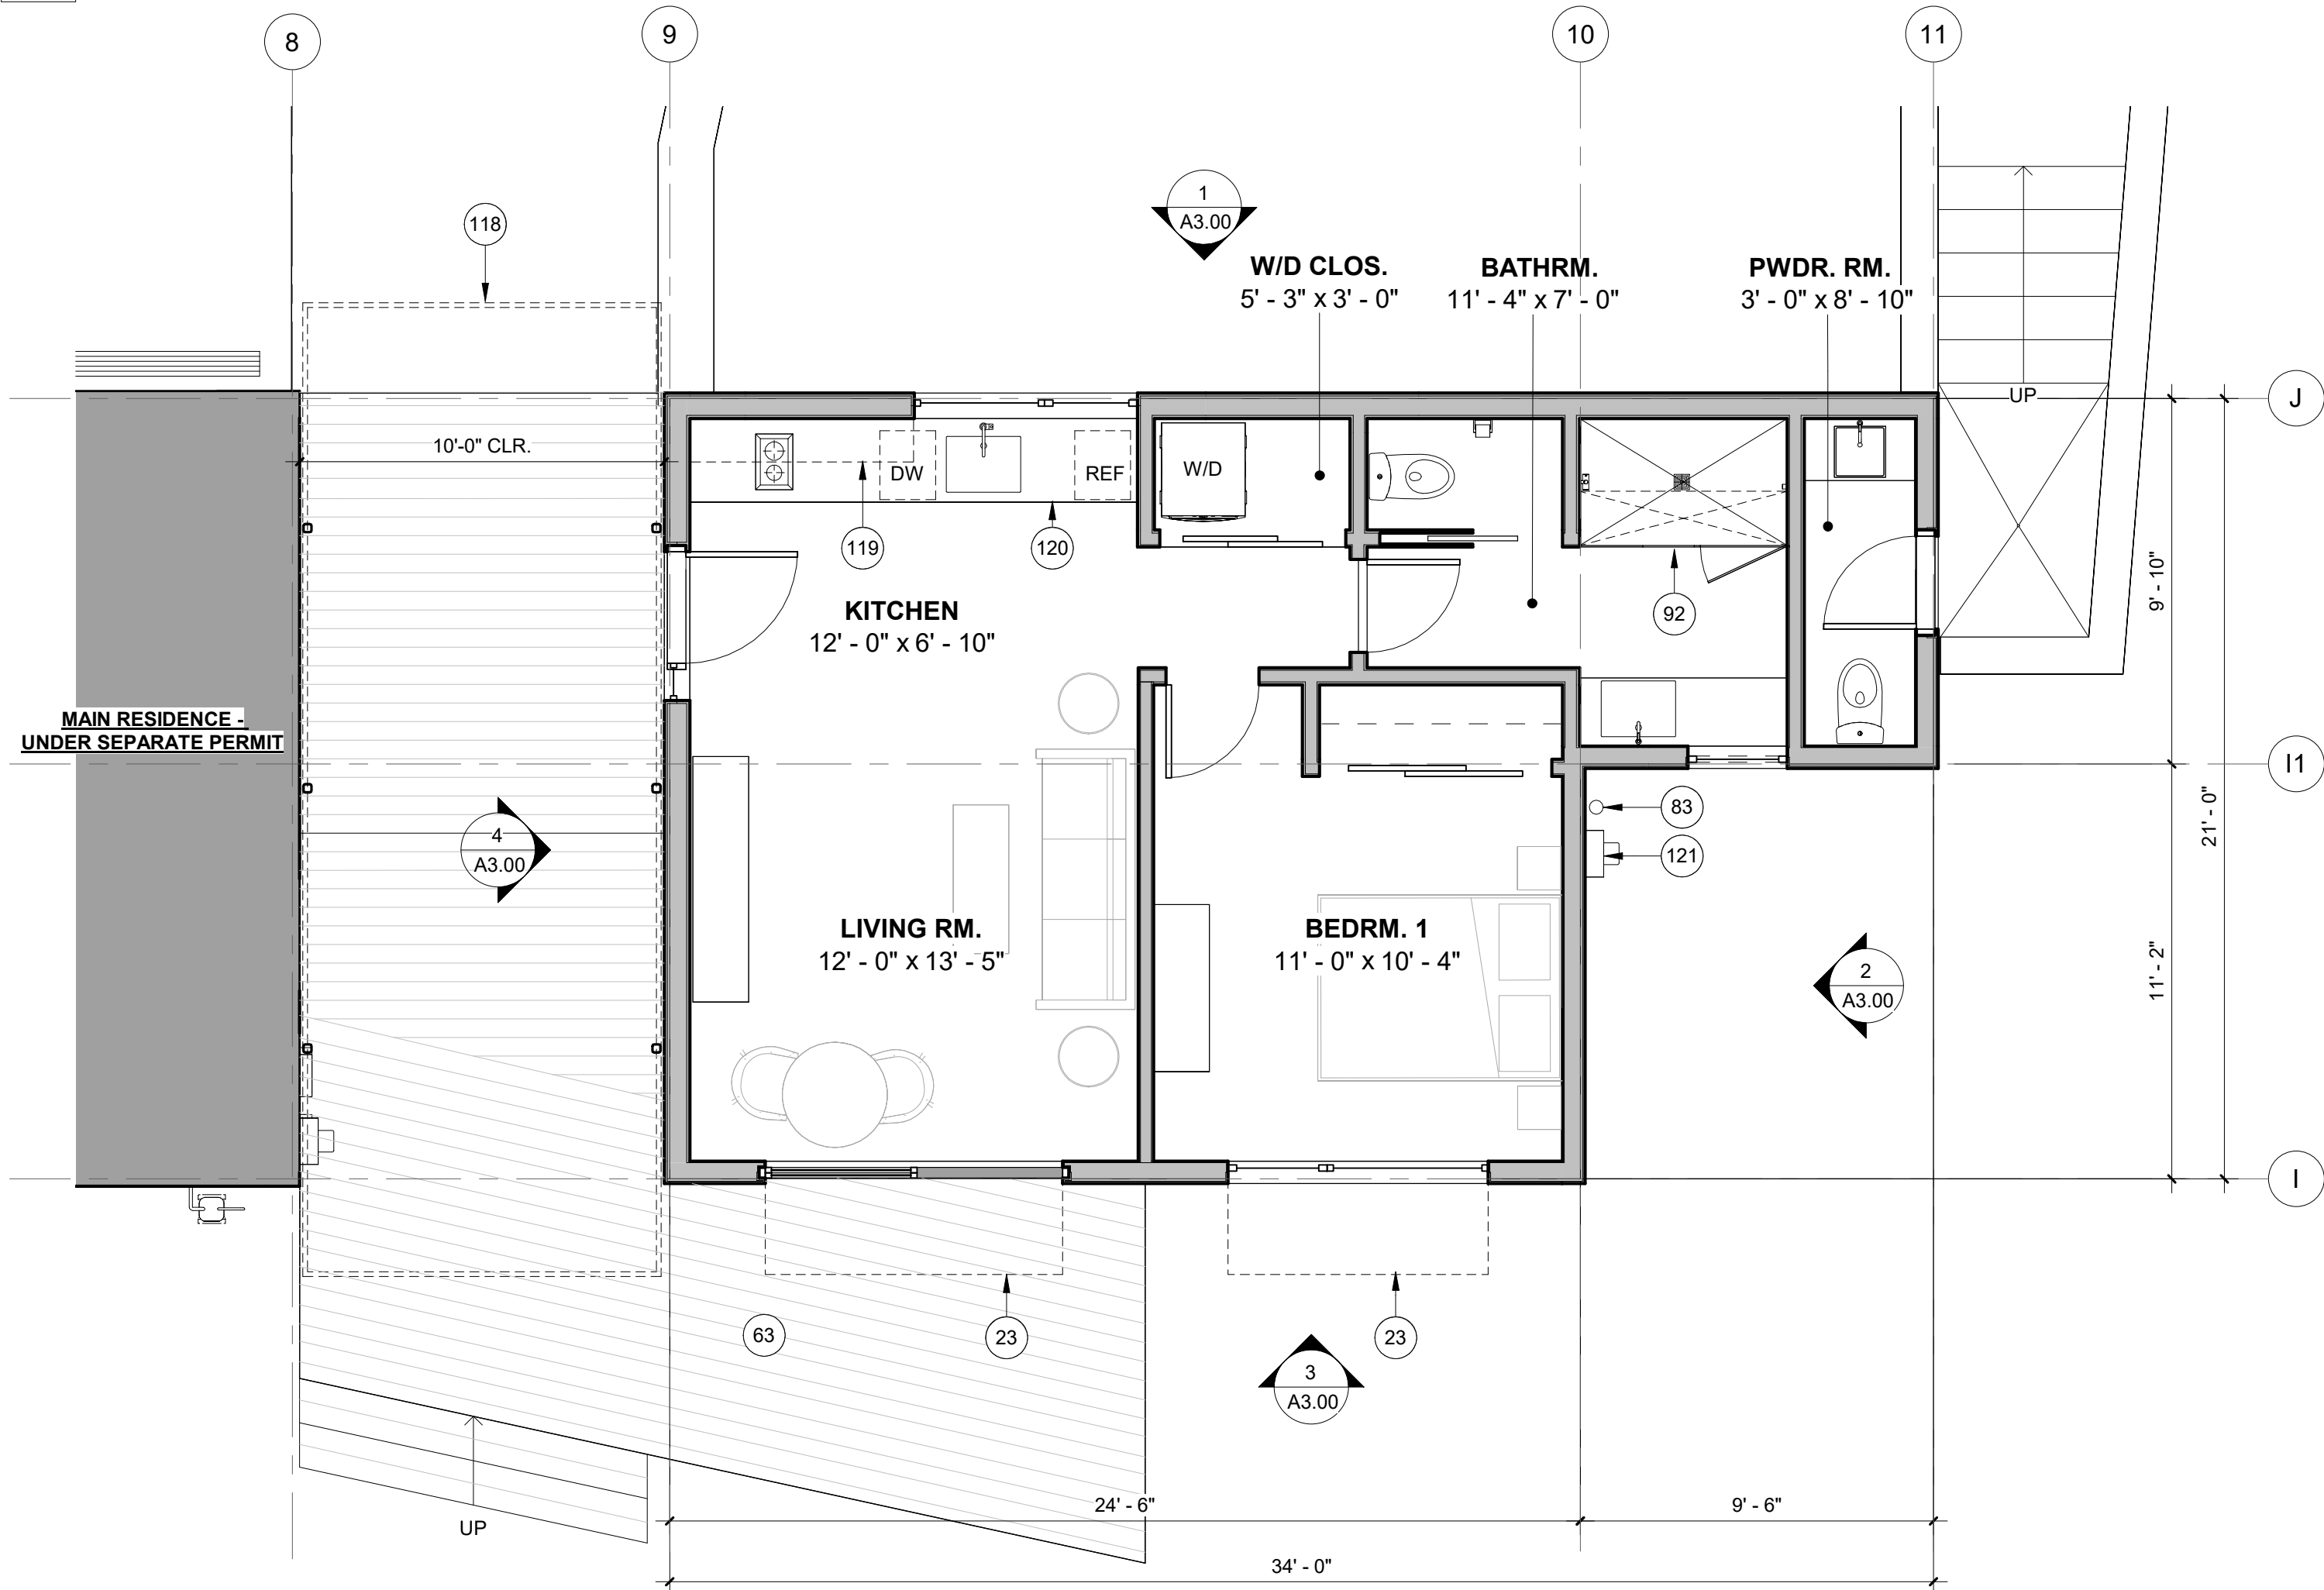 8
9
10
11
118
1
A3.00
W/D CLOS.
5' - 3" x 3' - 0"
BATHRM.
11' - 4" x 7' - 0"
PWDR. RM.
3' - 0" x 8' - 10"
UP
J
10'-0" CLR.
DW
REF
W/D
119
120
92
9' - 10"
KITCHEN
12' - 0" x 6' - 10"
MAIN RESIDENCE -
UNDER SEPARATE PERMIT
I1
83
121
21' - 0"
4
A3.00
LIVING RM.
12' - 0" x 13' - 5"
BEDRM. 1
11' - 0" x 10' - 4"
2
A3.00
11' - 2"
I
63
23
23
3
A3.00
UP
24' - 6"
9' - 6"
34' - 0"